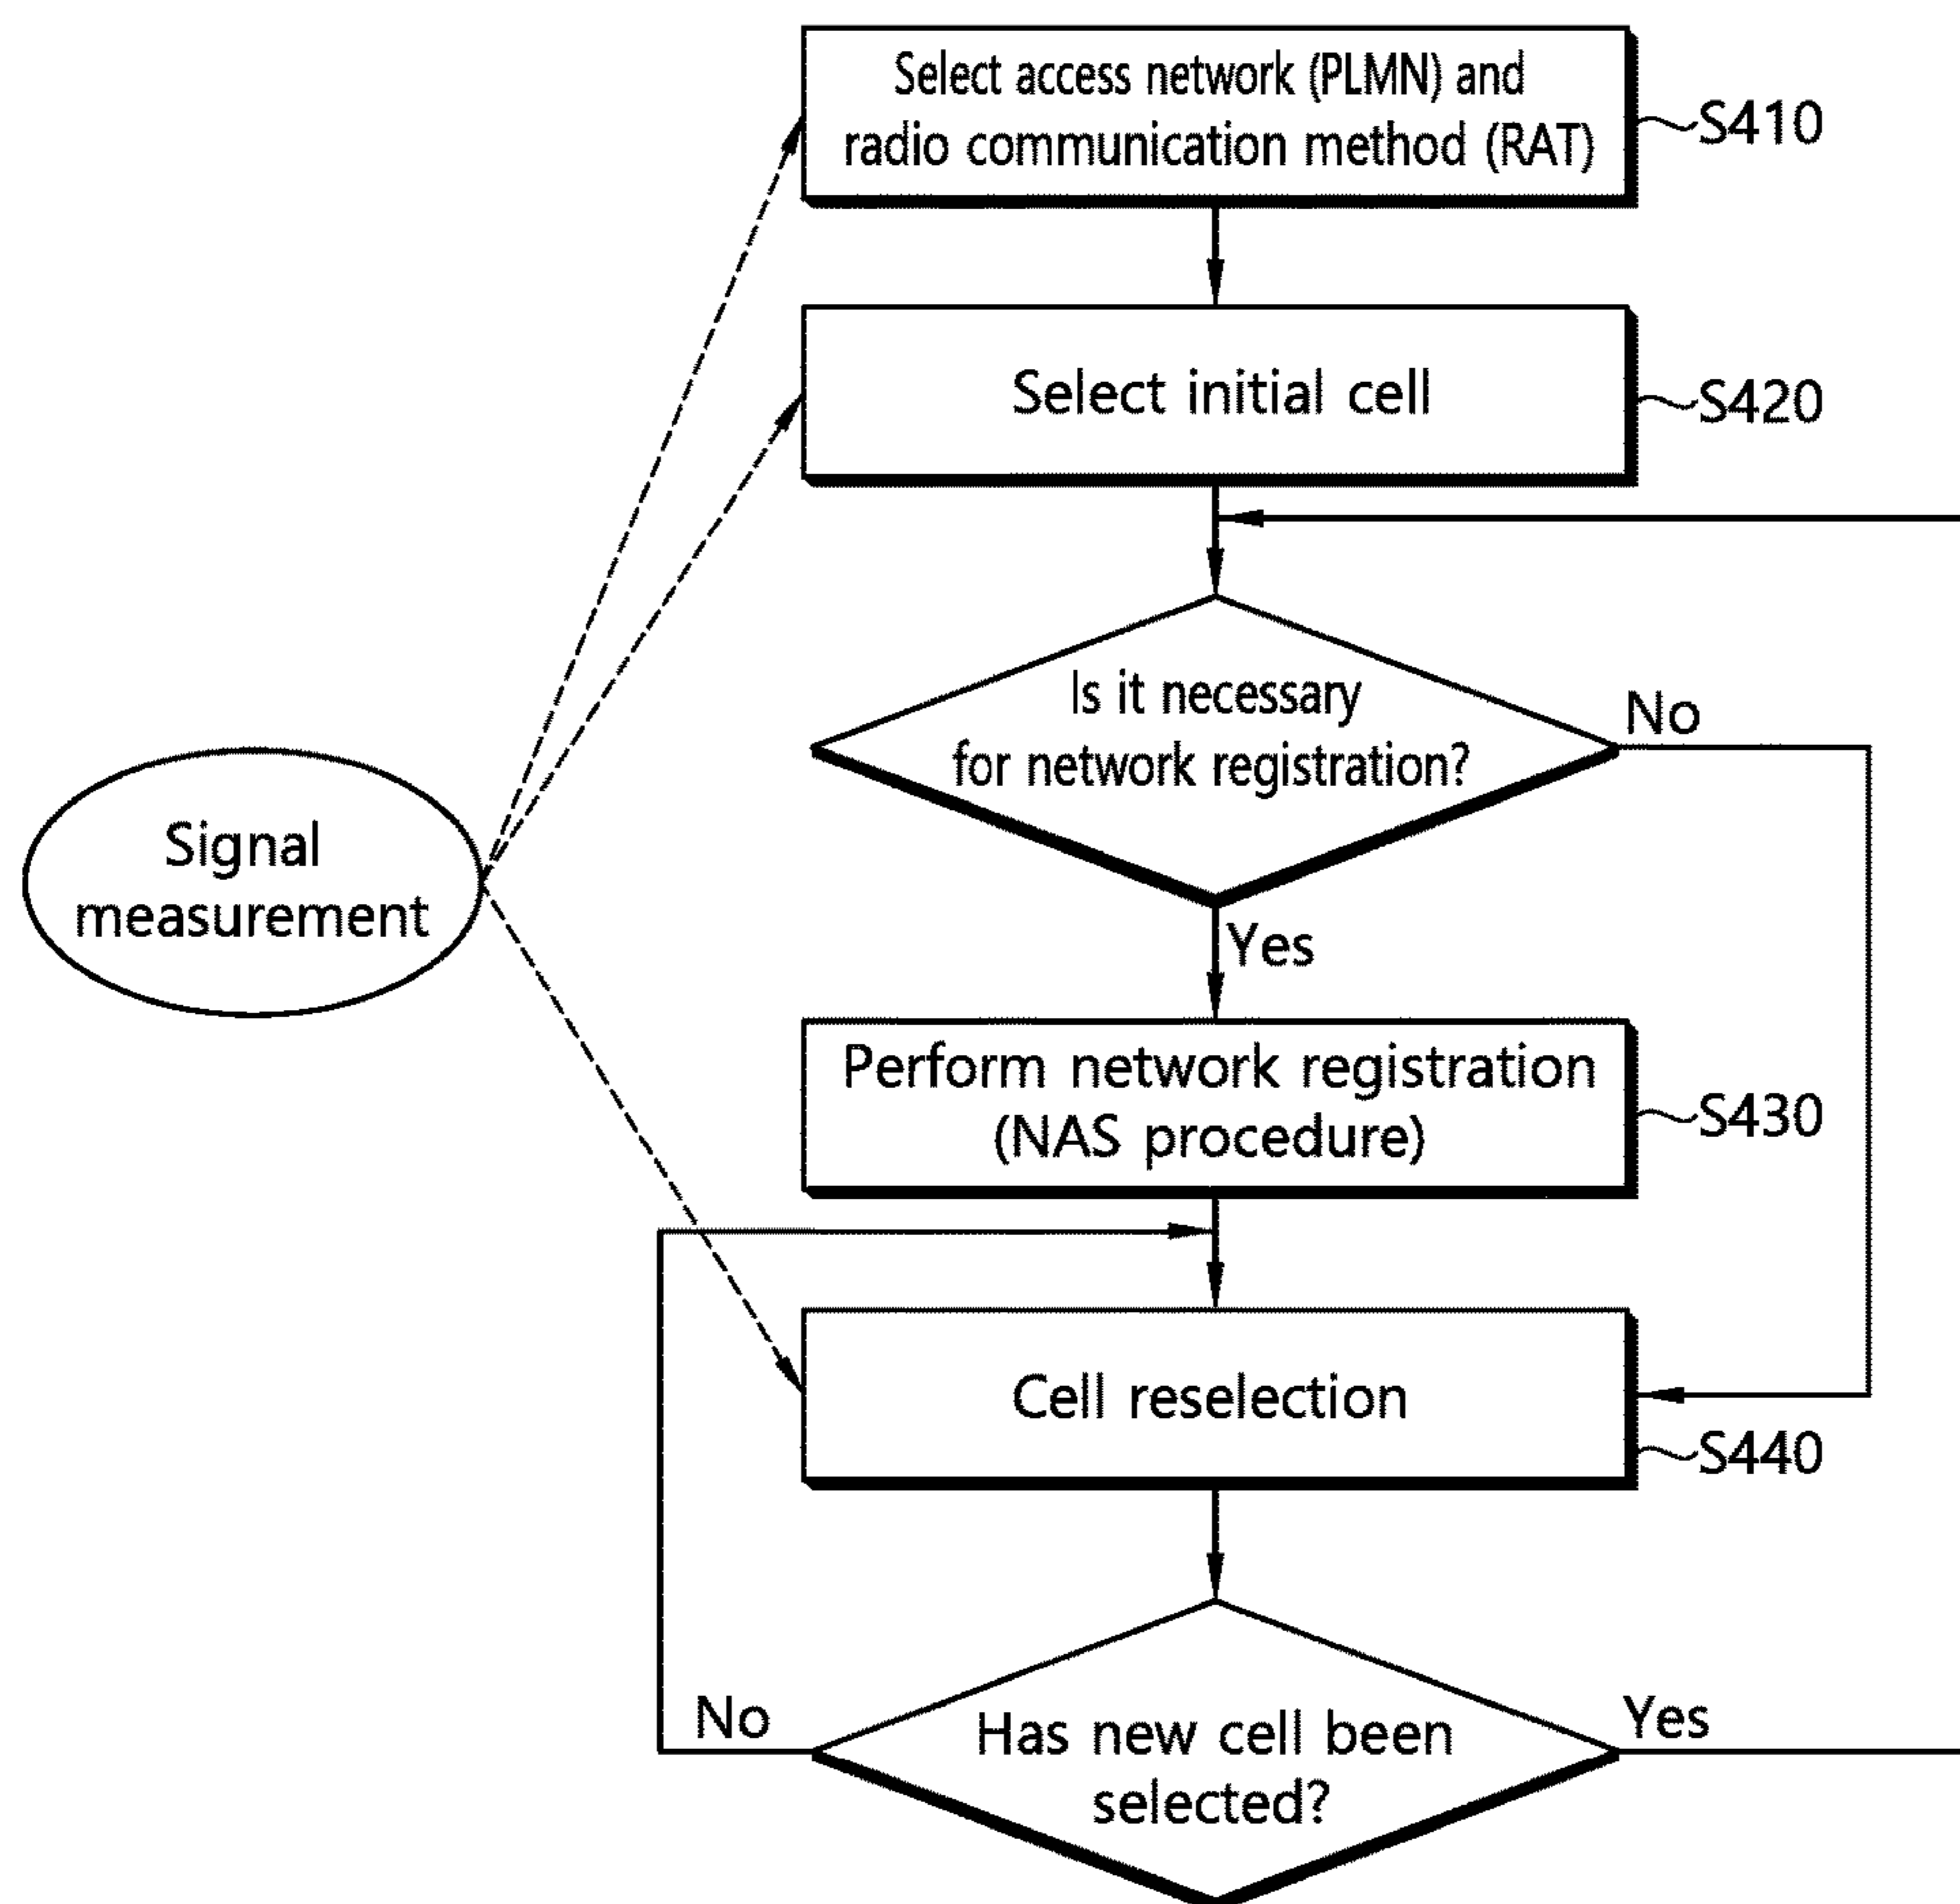 Select access network (PLMN) and
radio communication method (RAT)
S410
Select initial cell
S420
Is it necessary
for network registration?
No
Signal
measurement
Yes
Perform network registration
(NAS procedure)
S430
Cell reselection
S440
No
Has new cell been
selected?
Yes